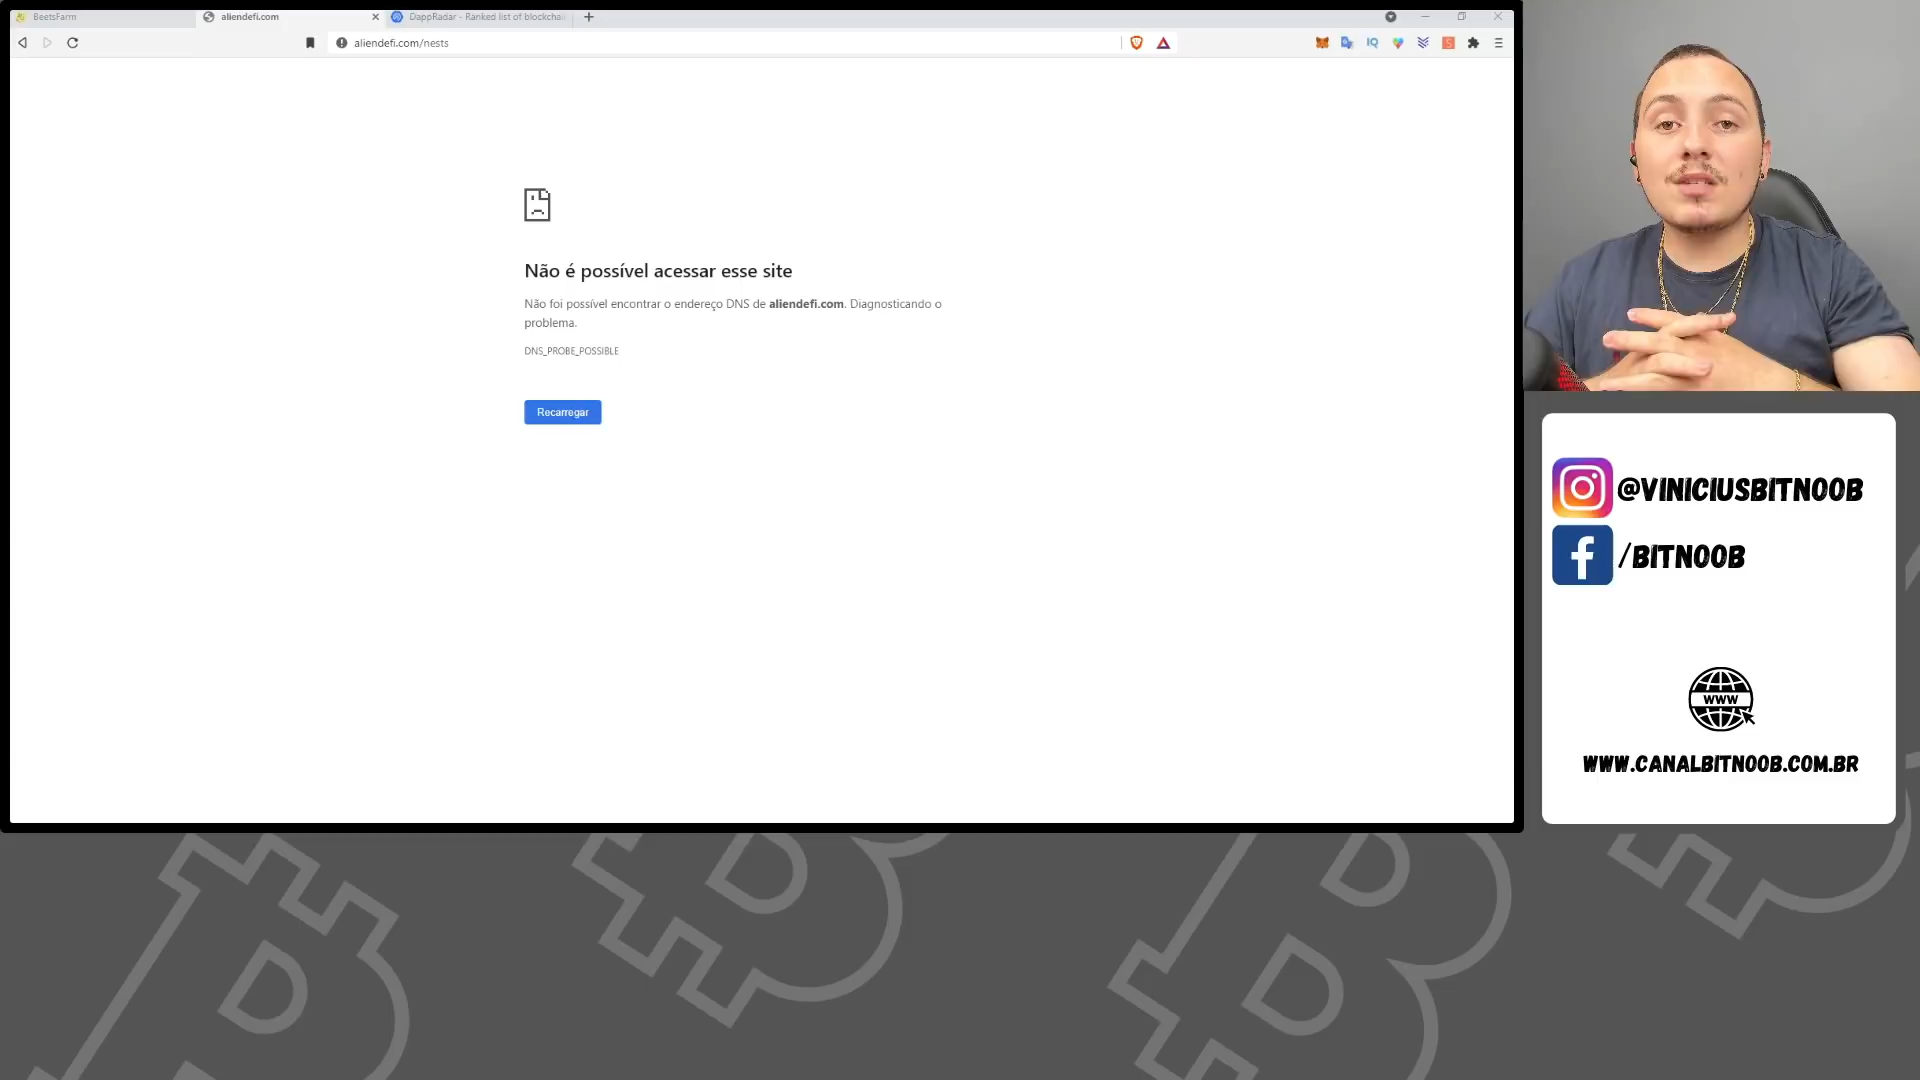 BeetsFarm
aliendefi.com
DappRadar - Ranked list of blockchai
aliendefi.com/nests
IQ
S
Não é possível acessar esse site
Não foi possível encontrar o endereço DNS de aliendefi.com. Diagnosticando o
problema.
DNS_PROBE_POSSIBLE
Recarregar
@VINICIUSBITNOOB
/BITNOOB
WWW
WWW.CANALBITNOOB.COM.BR